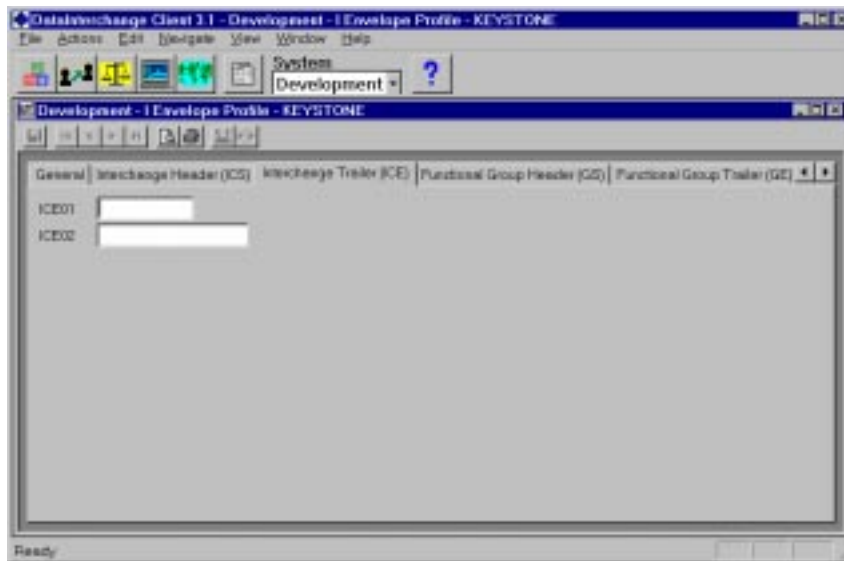 DataInterchange Client 3.1 - Development - I Envelope Profile - KEYSTONE
File Actions Edit Navigate View Window Help
System
Development
?
Development - I Envelope Profile - KEYSTONE
General Interchange Header (ICS) Interchange Trailer (ICE) Functional Group Header (GS) Functional Group Trailer (GE)
ICE01
ICE02
Ready